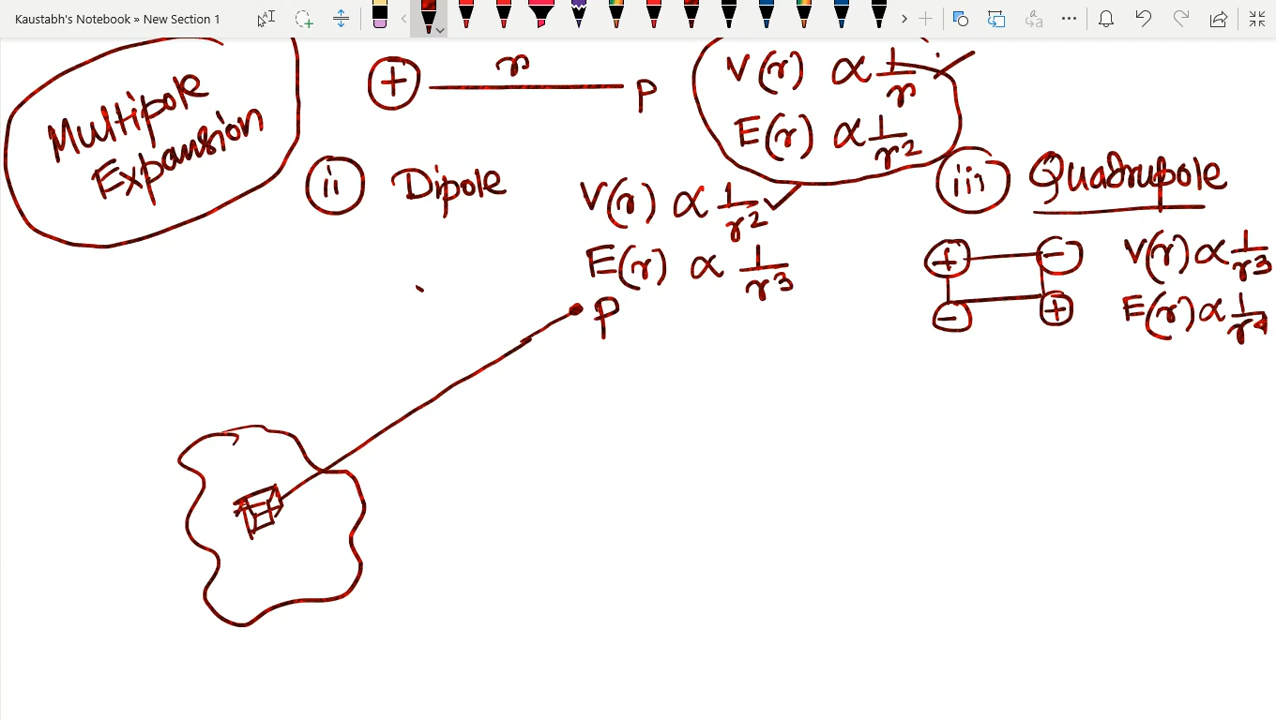 Kaustabh's Notebook » New Section 1
Multipole
Expansion
+ r P
V(r) ∝ 1/r
E(r) ∝ 1/r²
ii Dipole
V(r) ∝ 1/r²
E(r) ∝ 1/r³
P
iii Quadrupole
+ − V(r) ∝ 1/r³
− + E(r) ∝ 1/r⁴